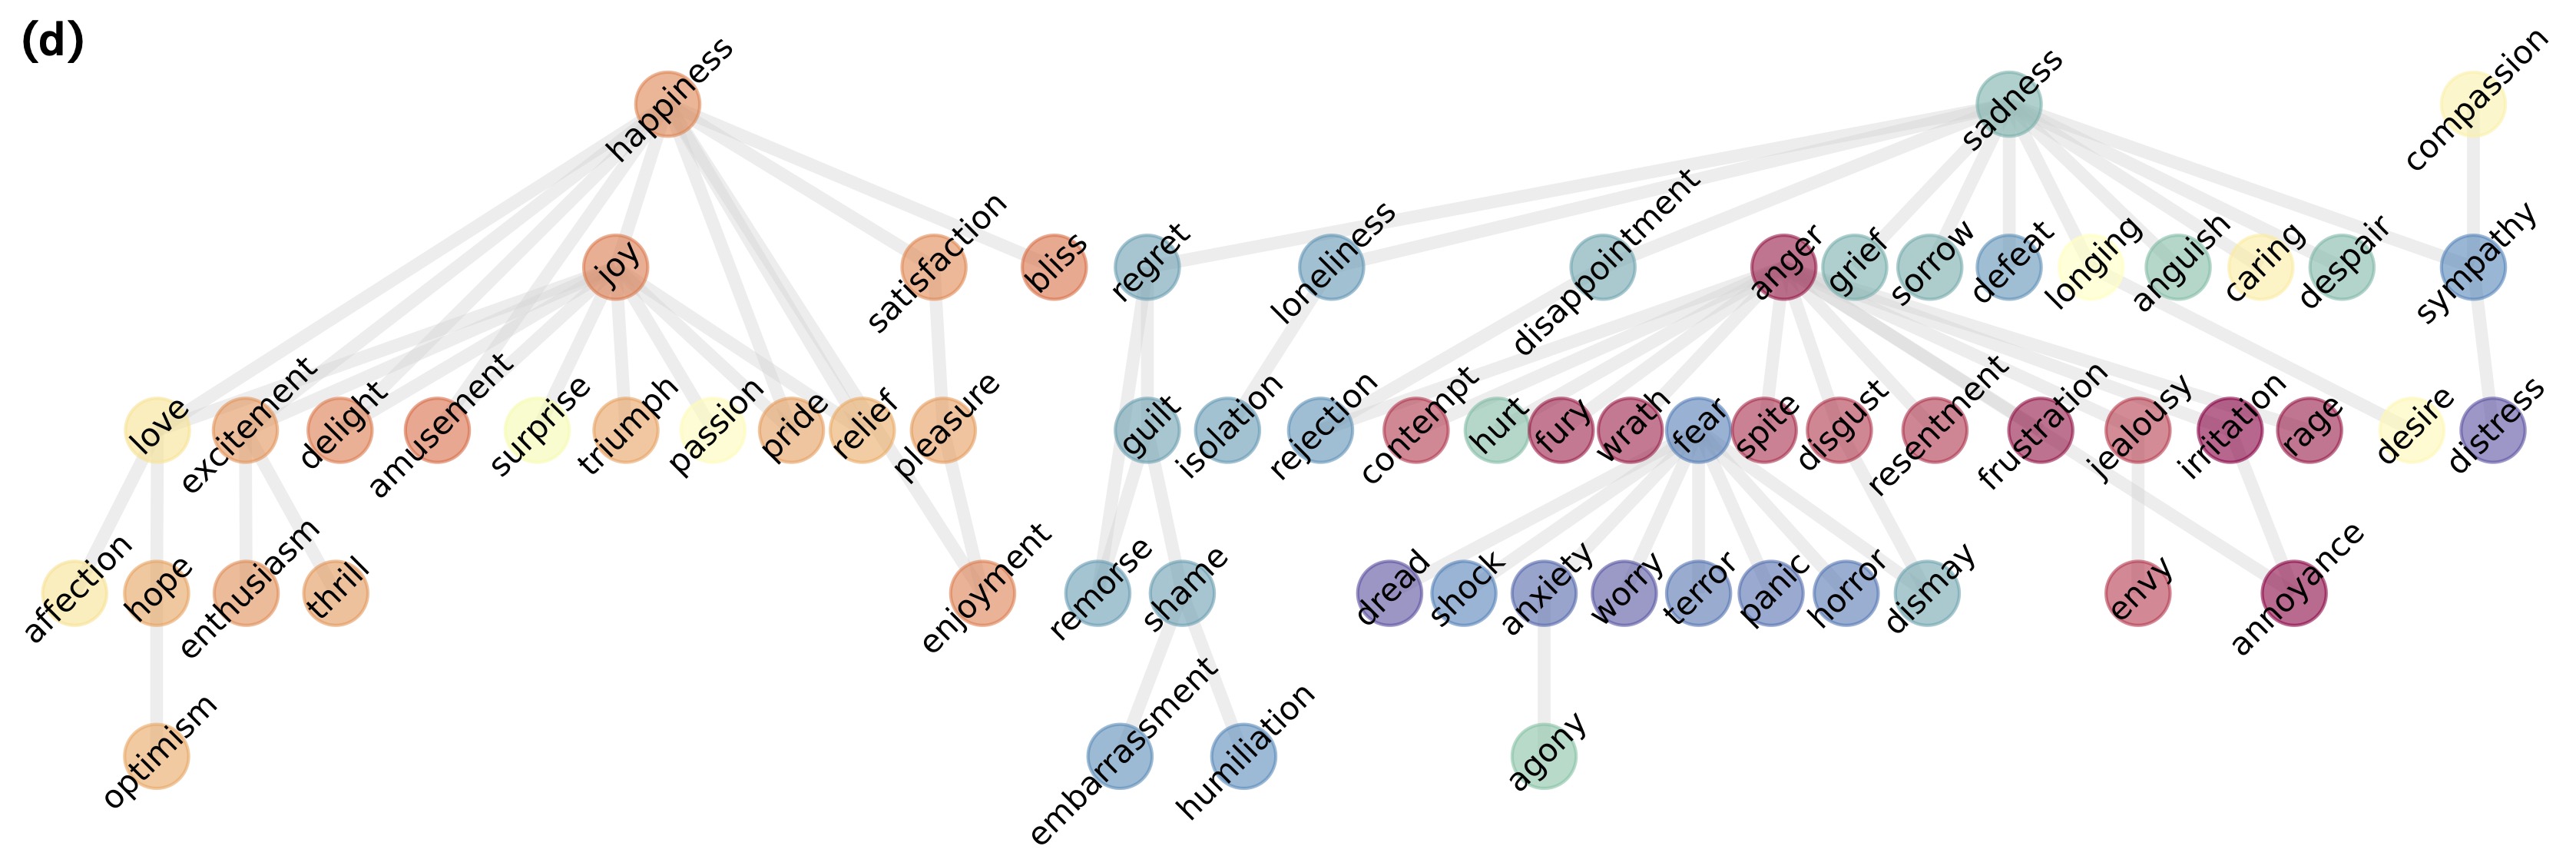 (d)
happiness
sadness
compassion
joy
satisfaction
bliss
regret
loneliness
disappointment
anger
grief
sorrow
defeat
longing
anguish
caring
despair
sympathy
love
excitement
delight
amusement
surprise
triumph
passion
pride
relief
pleasure
guilt
isolation
rejection
contempt
hurt
fury
wrath
fear
spite
disgust
resentment
frustration
jealousy
irritation
rage
desire
distress
affection
hope
enthusiasm
thrill
enjoyment
remorse
shame
dread
shock
anxiety
worry
terror
panic
horror
dismay
envy
annoyance
optimism
embarrassment
humiliation
agony